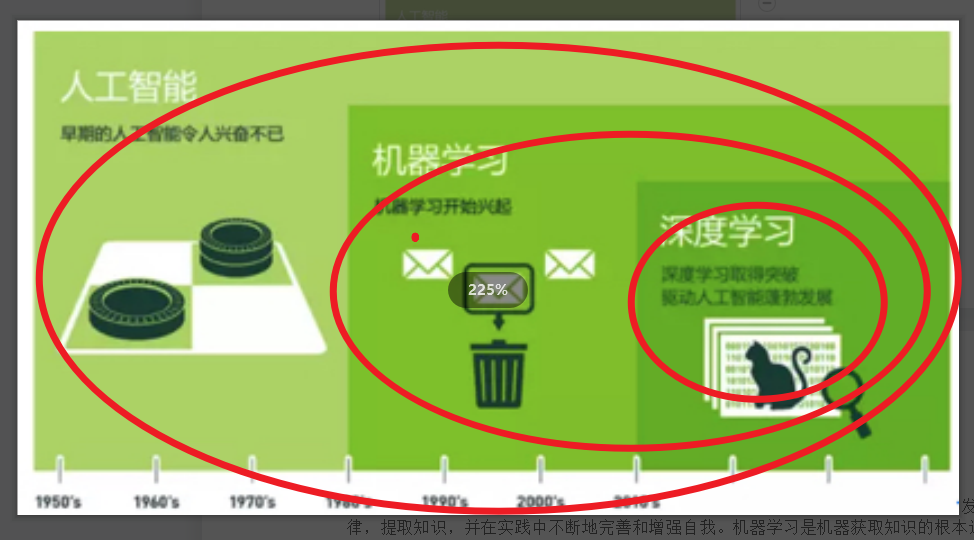 人工智能
人工智能
早期的人工智能令人兴奋不已
机器学习
机器学习开始兴起
深度学习
深度学习取得突破
驱动人工智能蓬勃发展
225%
1950's
1960's
1970's
1980's
1990's
2000's
2010's
发
律，提取知识，并在实践中不断地完善和增强自我。机器学习是机器获取知识的根本